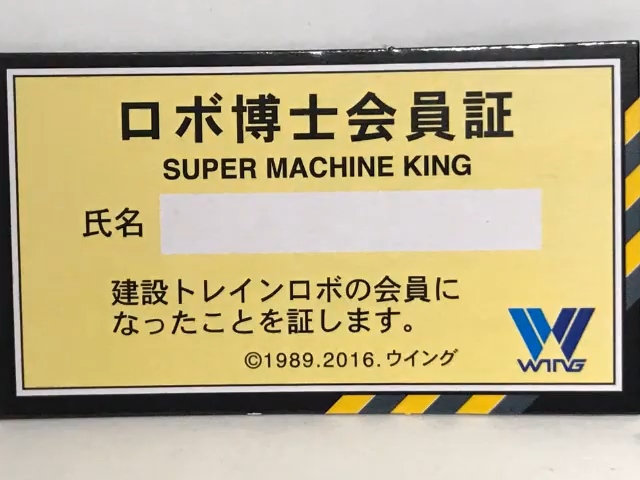 ロボ博士会員証
SUPER MACHINE KING
氏名
建設トレインロボの会員に
なったことを証します。
©1989.2016.ウイング
WING